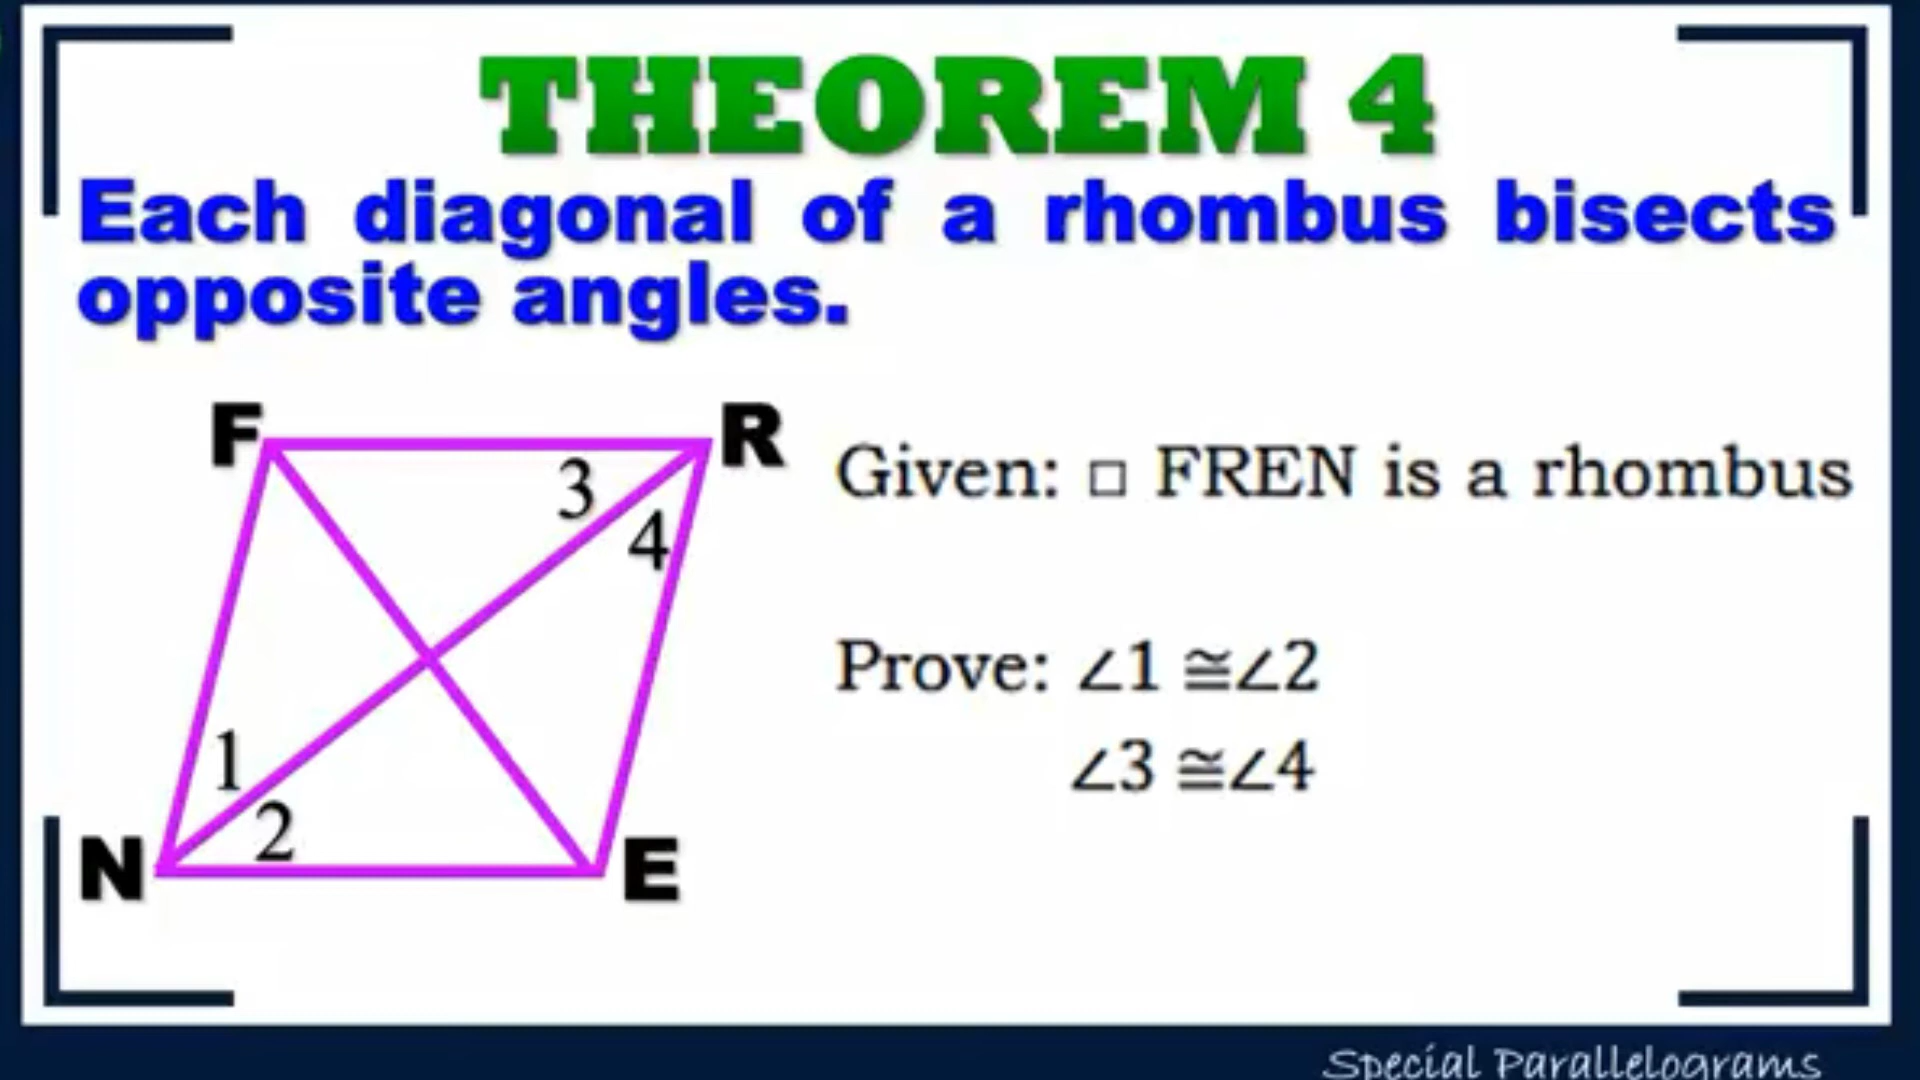 THEOREM 4
Each diagonal of a rhombus bisects
opposite angles.
F
R
3
4
1
2
N
E
Given: □ FREN is a rhombus
Prove: ∠1 ≅∠2
∠3 ≅∠4
Special Parallelograms